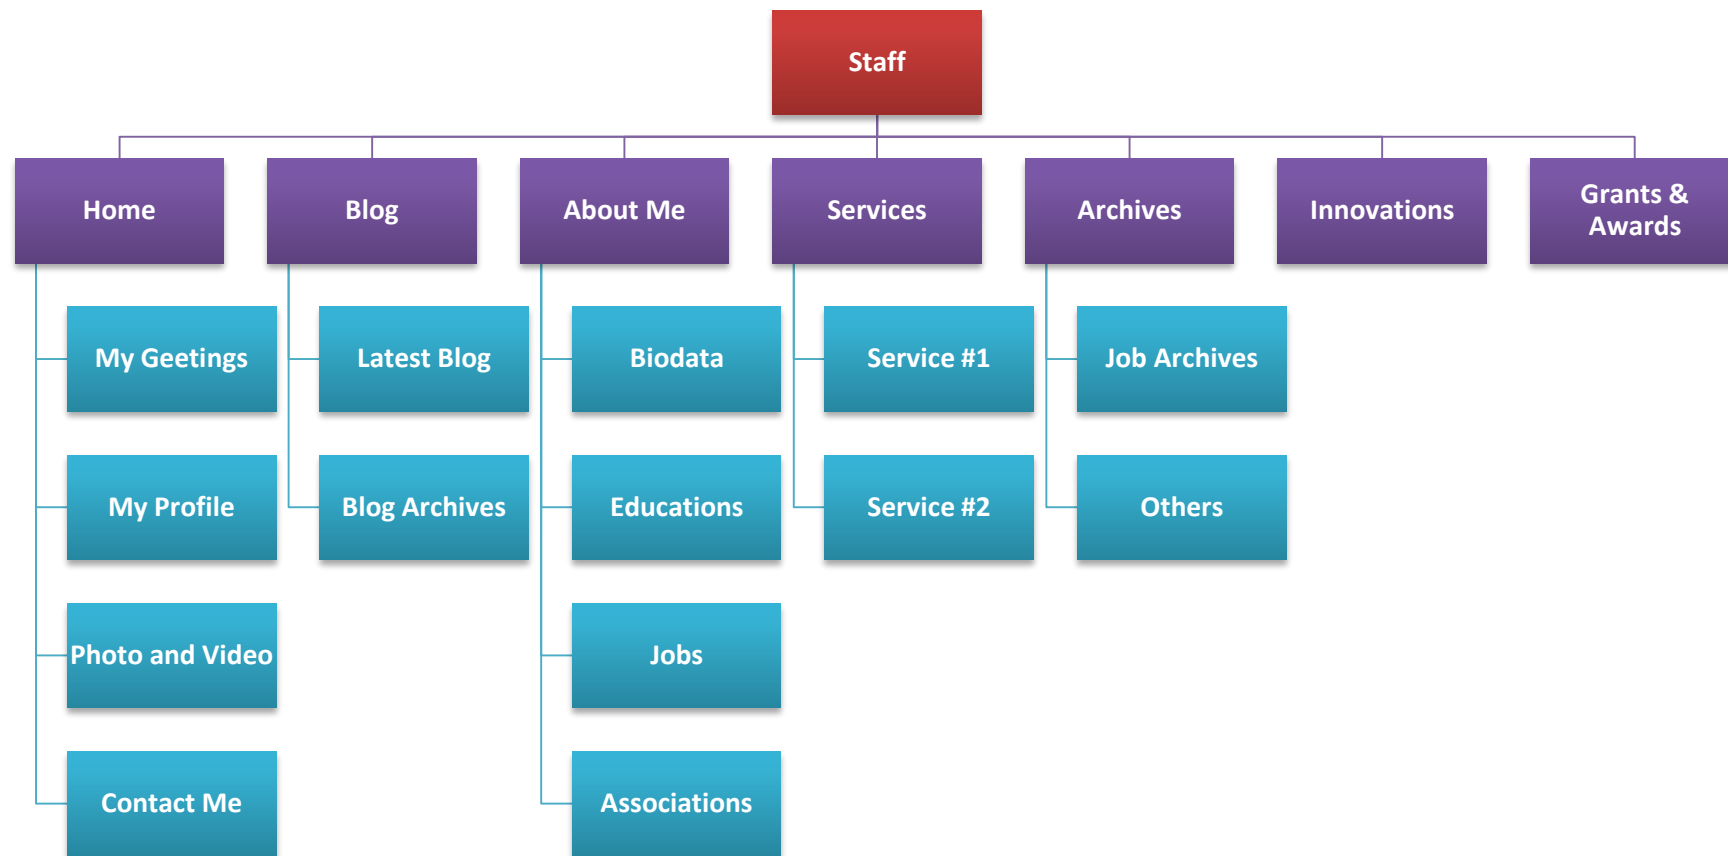 Staff
Home
Blog
About Me
Services
Archives
Innovations
Grants &
Awards
My Geetings
Latest Blog
Biodata
Service #1
Job Archives
My Profile
Blog Archives
Educations
Service #2
Others
Photo and Video
Jobs
Contact Me
Associations